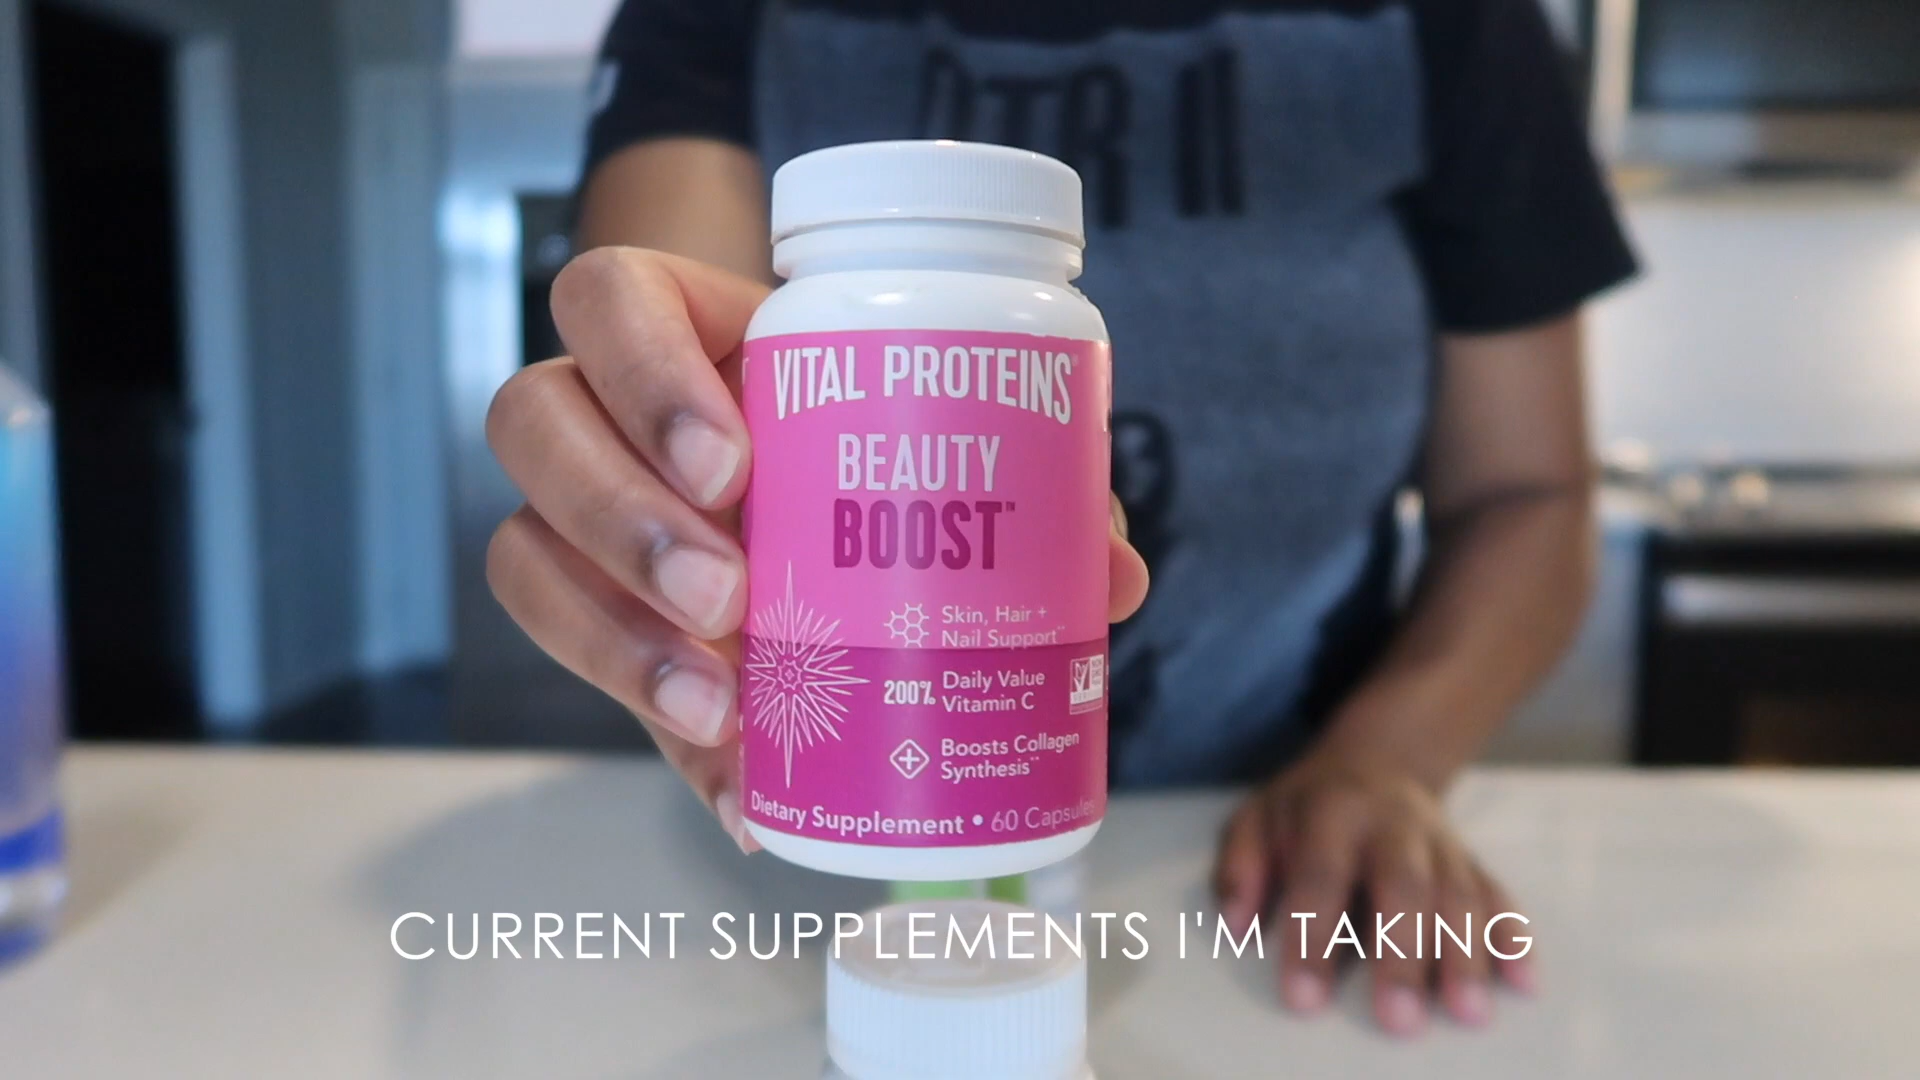 VITAL PROTEINS
BEAUTY
BOOST™
Skin, Hair +
Nail Support**
200% Daily Value
Vitamin C
Boosts Collagen
Synthesis**
Dietary Supplement • 60 Capsules
CURRENT SUPPLEMENTS I'M TAKING